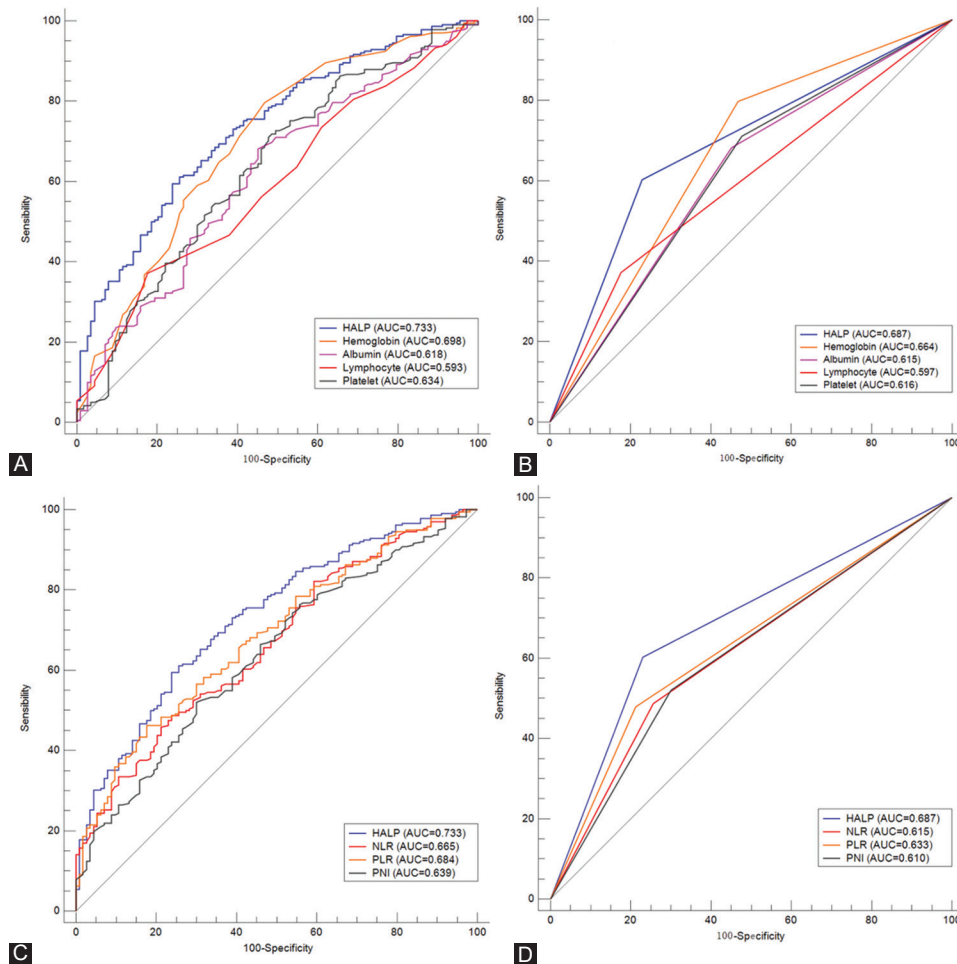 100
80
60
40
20
0
Sensibility
HALP (AUC=0.733)
Hemoglobin (AUC=0.698)
Albumin (AUC=0.618)
Lymphocyte (AUC=0.593)
Platelet (AUC=0.634)
0 20 40 60 80 100
100-Specificity
A
100
80
60
40
20
0
Sensibility
HALP (AUC=0.687)
Hemoglobin (AUC=0.664)
Albumin (AUC=0.615)
Lymphocyte (AUC=0.597)
Platelet (AUC=0.616)
0 20 40 60 80 100
100-Specificity
B
100
80
60
40
20
0
Sensibility
HALP (AUC=0.733)
NLR (AUC=0.665)
PLR (AUC=0.684)
PNI (AUC=0.639)
0 20 40 60 80 100
100-Specificity
C
100
80
60
40
20
0
Sensibility
HALP (AUC=0.687)
NLR (AUC=0.615)
PLR (AUC=0.633)
PNI (AUC=0.610)
0 20 40 60 80 100
100-Specificity
D